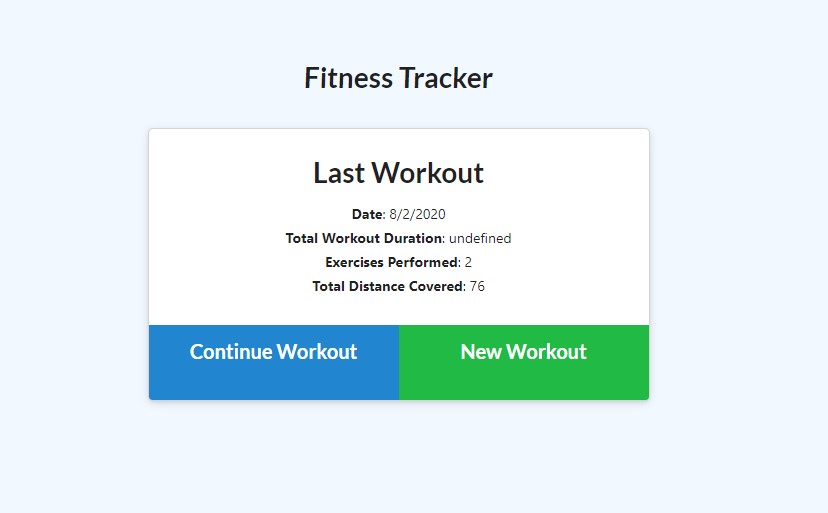 Fitness Tracker
Last Workout
Date: 8/2/2020
Total Workout Duration: undefined
Exercises Performed: 2
Total Distance Covered: 76
Continue Workout
New Workout